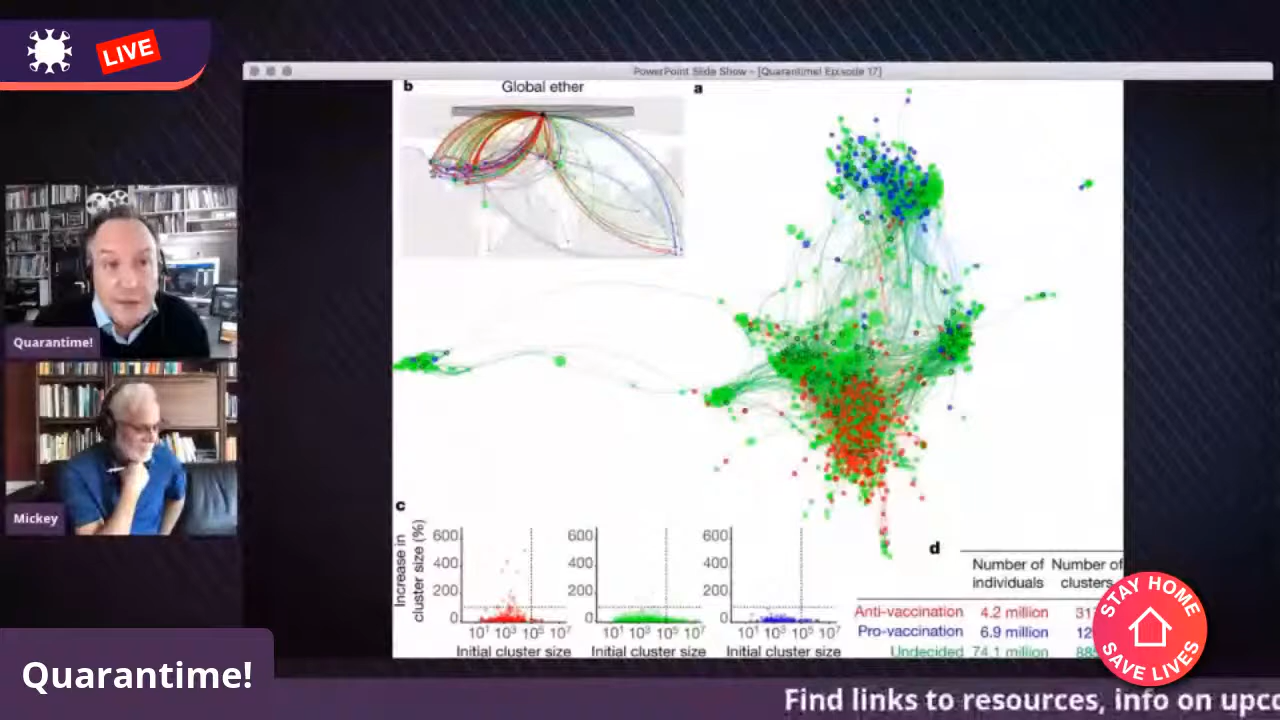 LIVE
PowerPoint Slide Show - [Quarantime! Episode 17]
b
Global ether
a
Quarantime!
Mickey
c
Increase in
cluster size (%)
600
400
200
0
10¹ 10³ 10⁵ 10⁷
Initial cluster size
600
400
200
0
10¹ 10³ 10⁵ 10⁷
Initial cluster size
600
400
200
0
10¹ 10³ 10⁵ 10⁷
Initial cluster size
d
Number of Number of
individuals clusters
Anti-vaccination 4.2 million 31
Pro-vaccination 6.9 million 12
Undecided 74.1 million 88
STAY HOME
SAVE LIVES
Quarantime!
Find links to resources, info on upco